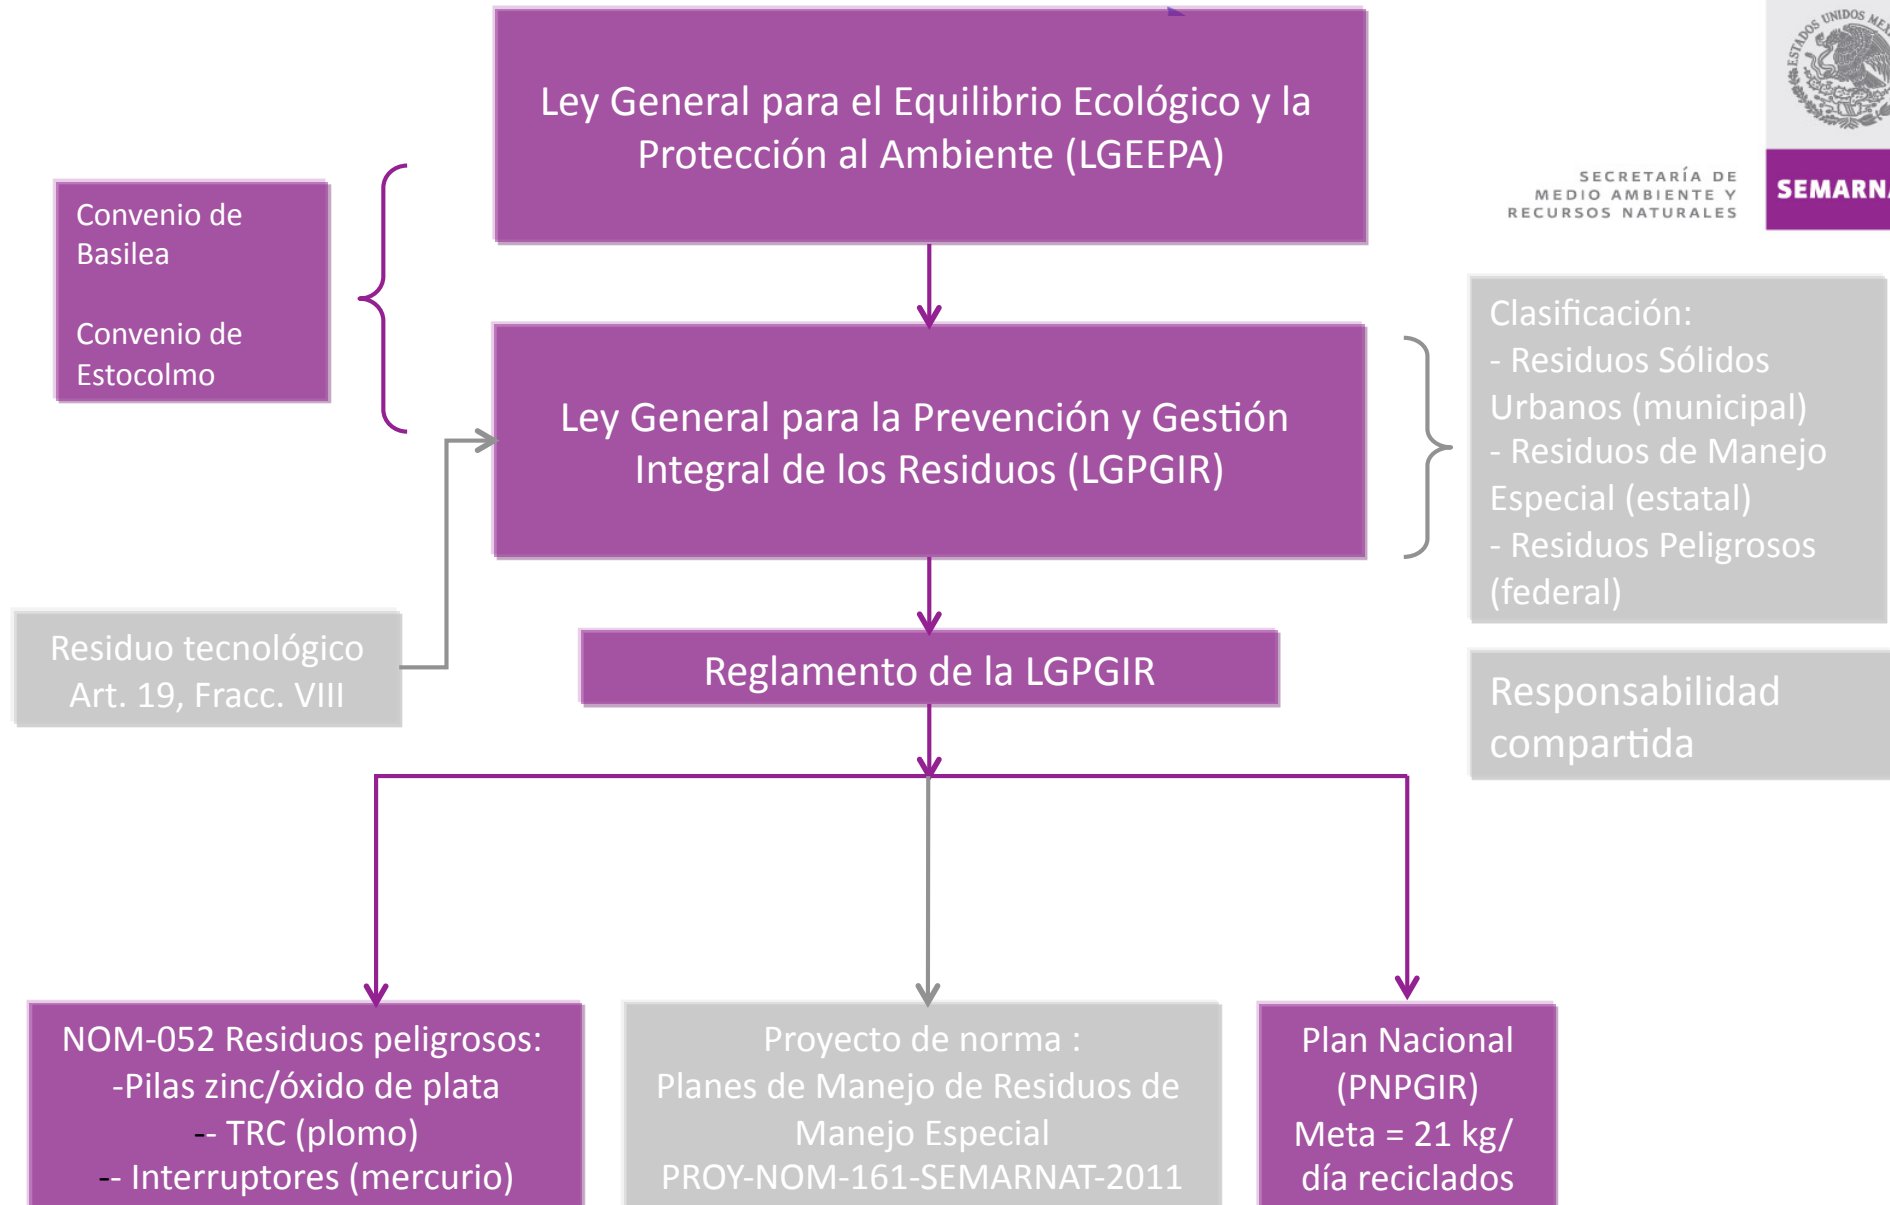 Ley General para el Equilibrio Ecológico y la
Protección al Ambiente (LGEEPA)
ESTADOS UNIDOS
SECRETARÍA DE
MEDIO AMBIENTE Y
RECURSOS NATURALES
SEMARNA
Convenio de
Basilea
Convenio de
Estocolmo
Ley General para la Prevención y Gestión
Integral de los Residuos (LGPGIR)
Clasificación:
- Residuos Sólidos
Urbanos (municipal)
- Residuos de Manejo
Especial (estatal)
- Residuos Peligrosos
(federal)
Residuo tecnológico
Art. 19, Fracc. VIII
Reglamento de la LGPGIR
Responsabilidad
compartida
NOM-052 Residuos peligrosos:
-Pilas zinc/óxido de plata
-- TRC (plomo)
-- Interruptores (mercurio)
Proyecto de norma :
Planes de Manejo de Residuos de
Manejo Especial
PROY-NOM-161-SEMARNAT-2011
Plan Nacional
(PNPGIR)
Meta = 21 kg/
día reciclados